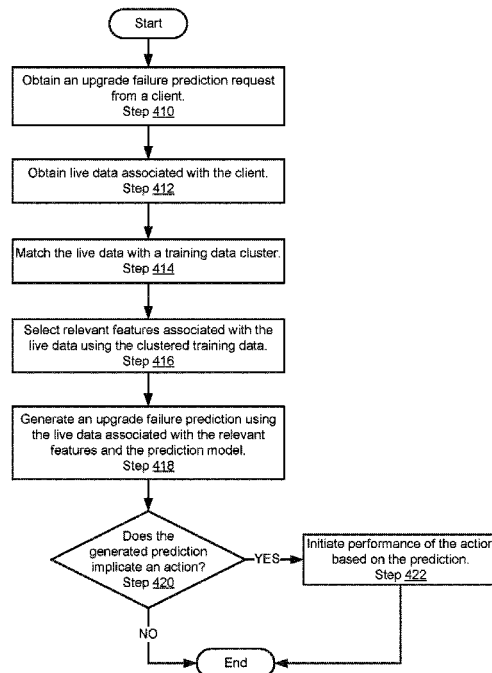 Start
Obtain an upgrade failure prediction request
from a client.
Step 410
Obtain live data associated with the client.
Step 412
Match the live data with a training data cluster.
Step 414
Select relevant features associated with the
live data using the clustered training data.
Step 416
Generate an upgrade failure prediction using
the live data associated with the relevant
features and the prediction model.
Step 418
Does the
generated prediction
implicate an action?
Step 420
YES
Initiate performance of the action
based on the prediction.
Step 422
NO
End